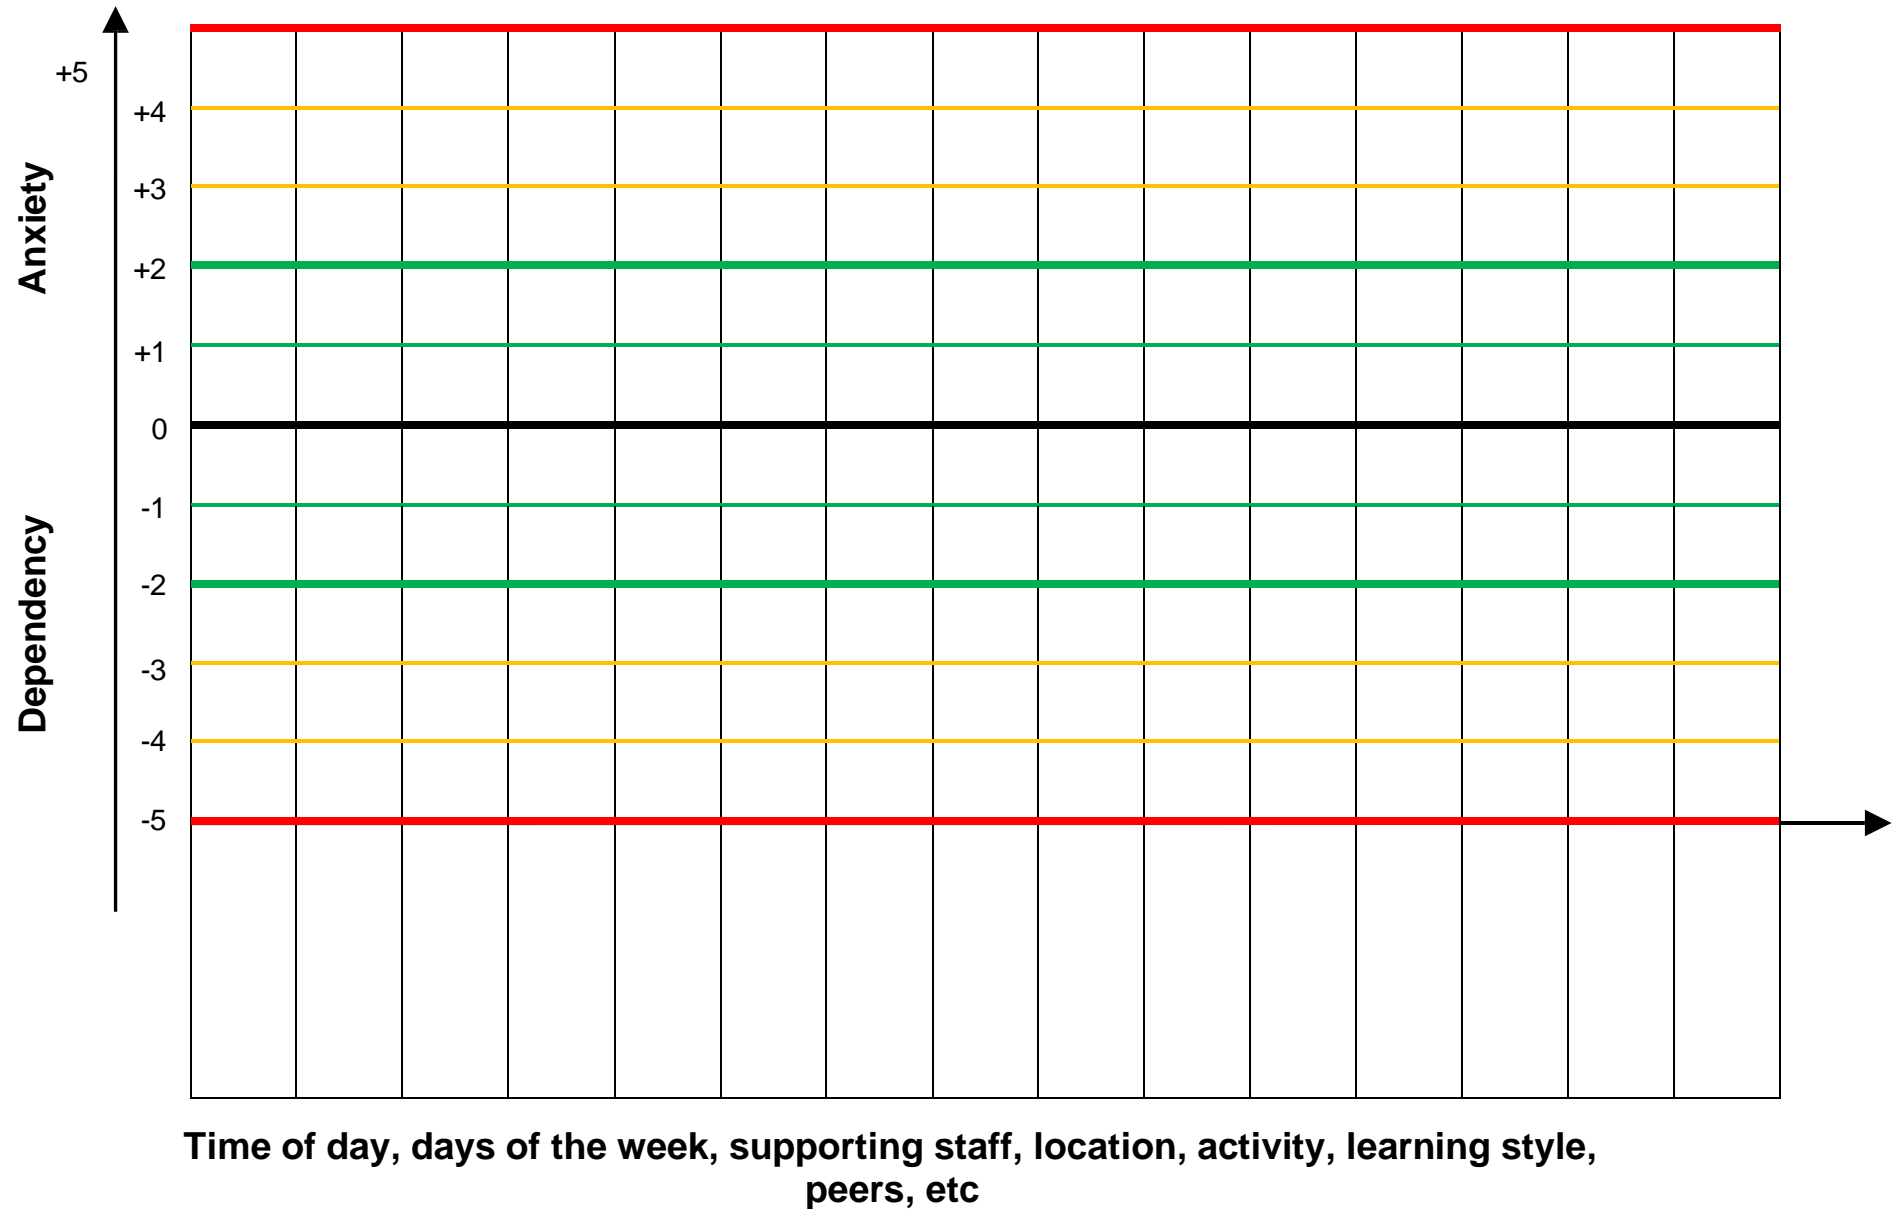 +5
+4
+3
Anxiety
+2
+1
0
-1
Dependency
-2
-3
-4
-5
Time of day, days of the week, supporting staff, location, activity, learning style,
peers, etc